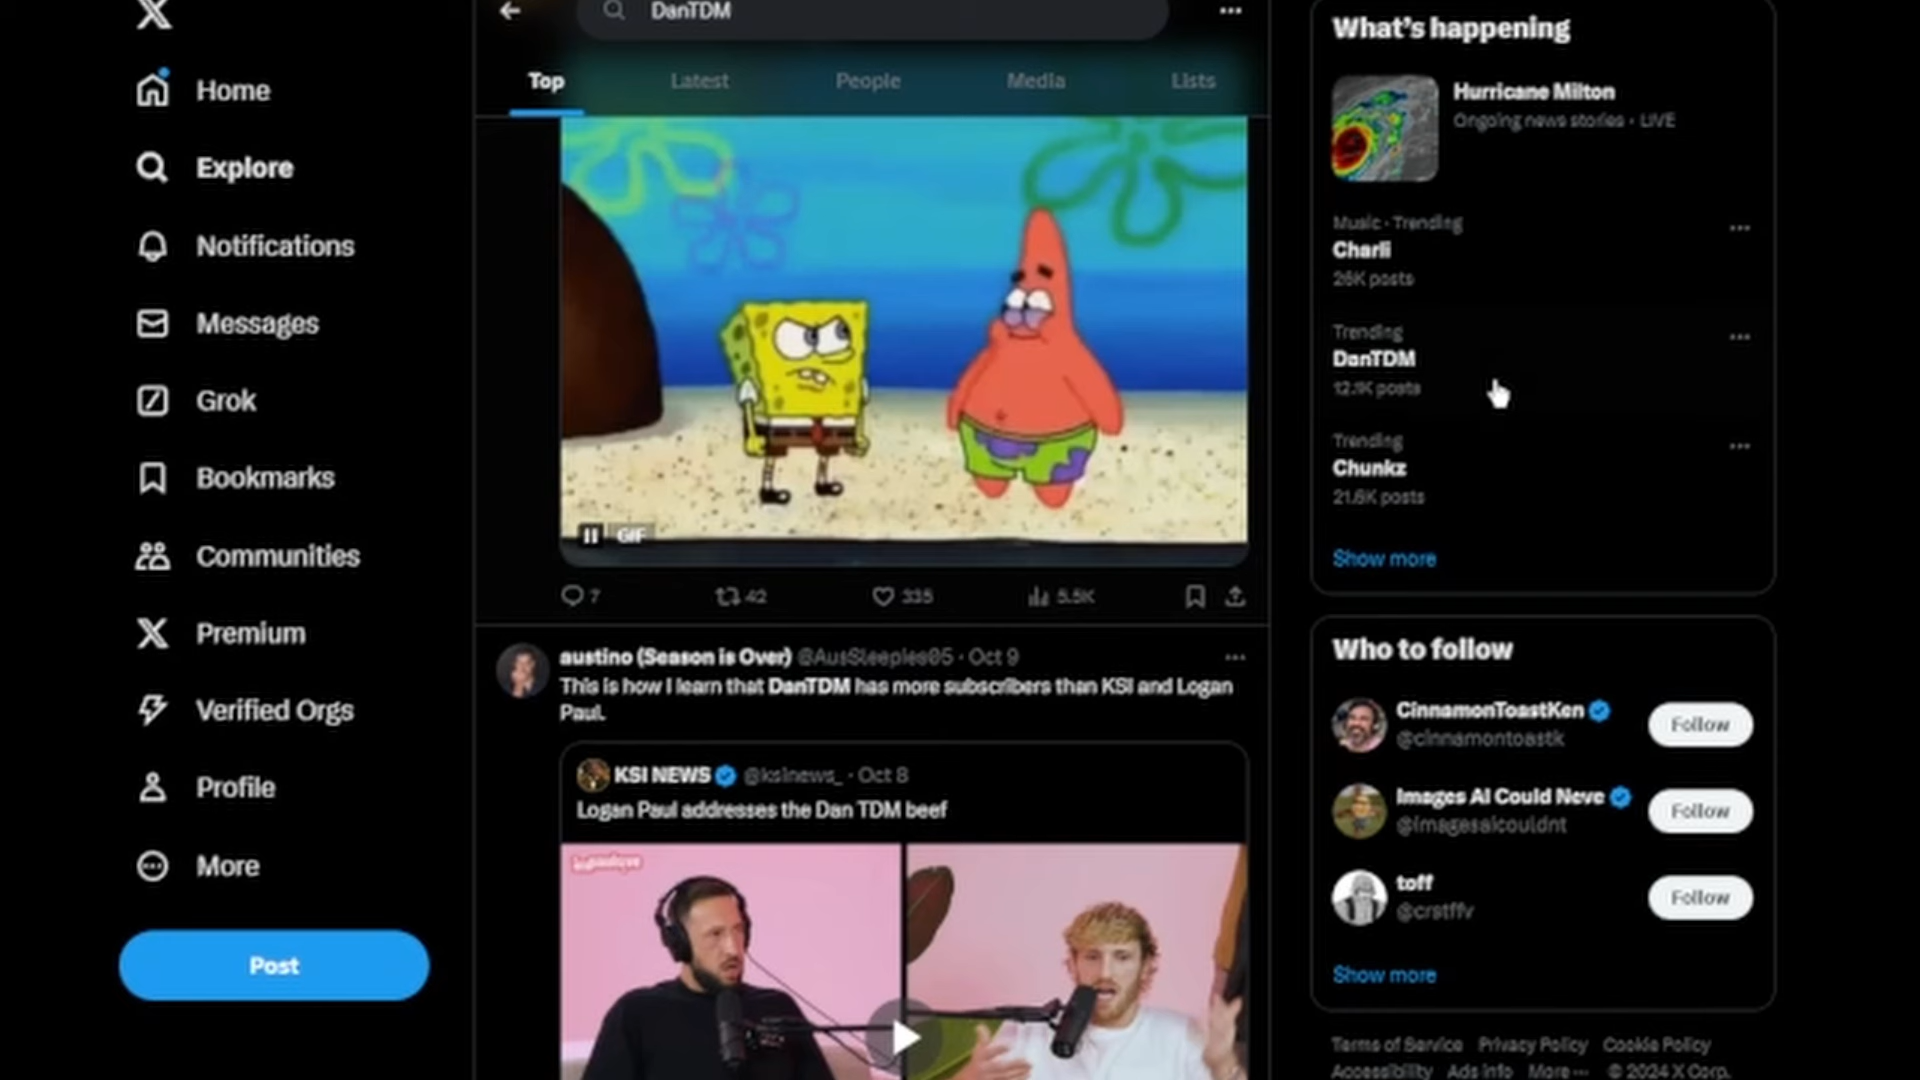 DanTDM
Top
Latest
People
Media
Lists
Home
Explore
Notifications
Messages
Grok
Bookmarks
Communities
Premium
Verified Orgs
Profile
More
Post
GIF
7
42
335
5.5K
austino (Season is Over) @AusSleepies05 · Oct 9
This is how I learn that DanTDM has more subscribers than KSI and Logan
Paul.
KSI NEWS @ksinews_ · Oct 8
Logan Paul addresses the Dan TDM beef
What's happening
Hurricane Milton
Ongoing news stories · LIVE
Music · Trending
Charli
26K posts
Trending
DanTDM
12.1K posts
Trending
Chunkz
21.6K posts
Show more
Who to follow
CinnamonToastKen
@cinnamontoastk
Follow
Images AI Could Neve
@imagesaicouldnt
Follow
toff
@crstffv
Follow
Show more
Terms of Service Privacy Policy Cookie Policy
Accessibility Ads info More ··· © 2024 X Corp.